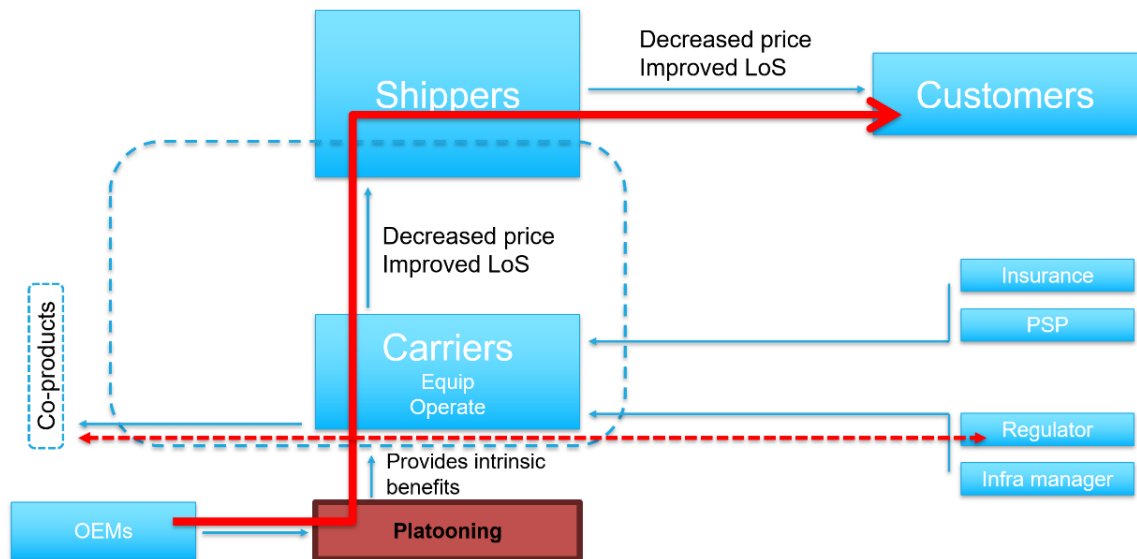 Decreased price
Improved LoS
Shippers
Customers
Decreased price
Improved LoS
Insurance
PSP
Carriers
Equip
Operate
Co-products
Regulator
Provides intrinsic
benefits
Infra manager
OEMs
Platooning